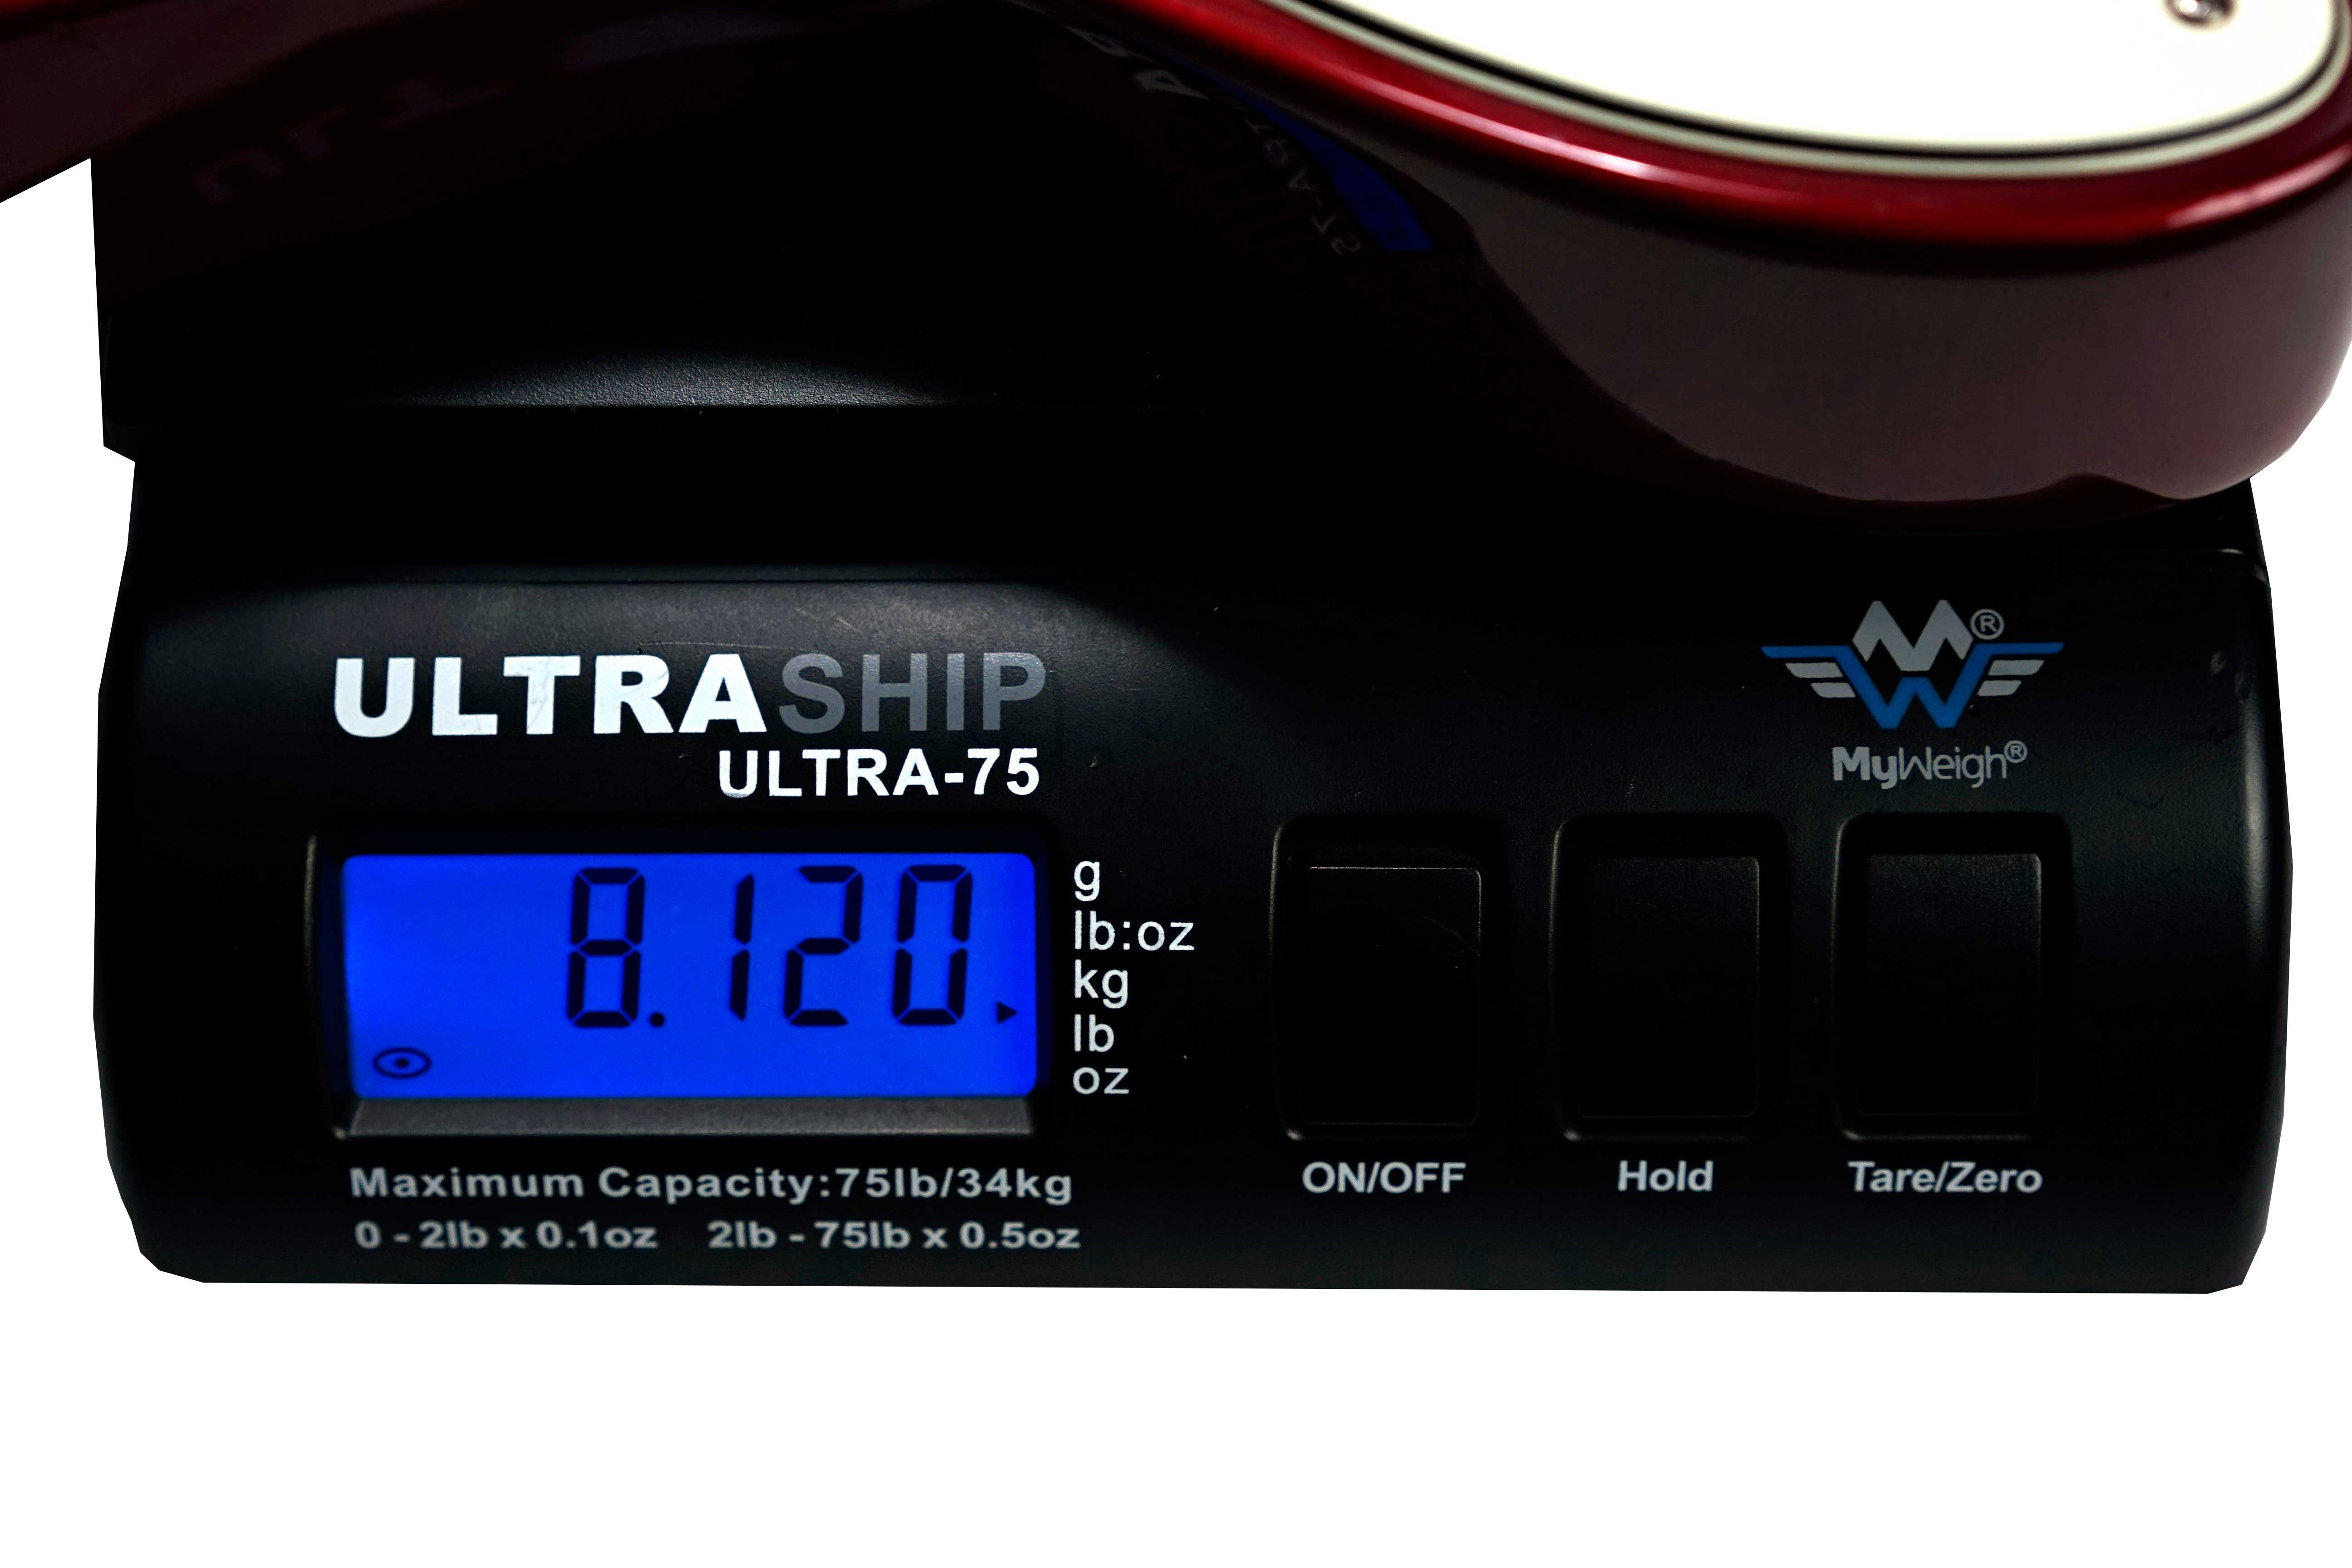 ULTRASHIP
ULTRA-75
MW®
MyWeigh®
8.120
g
lb:oz
kg
lb
oz
Maximum Capacity:75lb/34kg
0 - 2lb x 0.1oz 2lb - 75lb x 0.5oz
ON/OFF
Hold
Tare/Zero